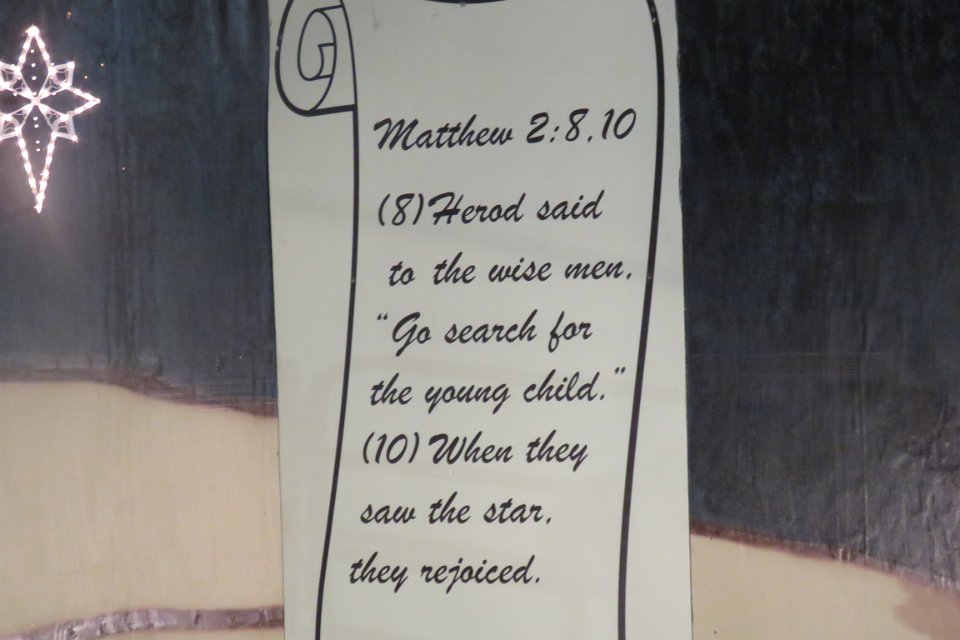 Matthew 2:8,10
(8) Herod said
to the wise men,
“Go search for
the young child.”
(10) When they
saw the star,
they rejoiced.